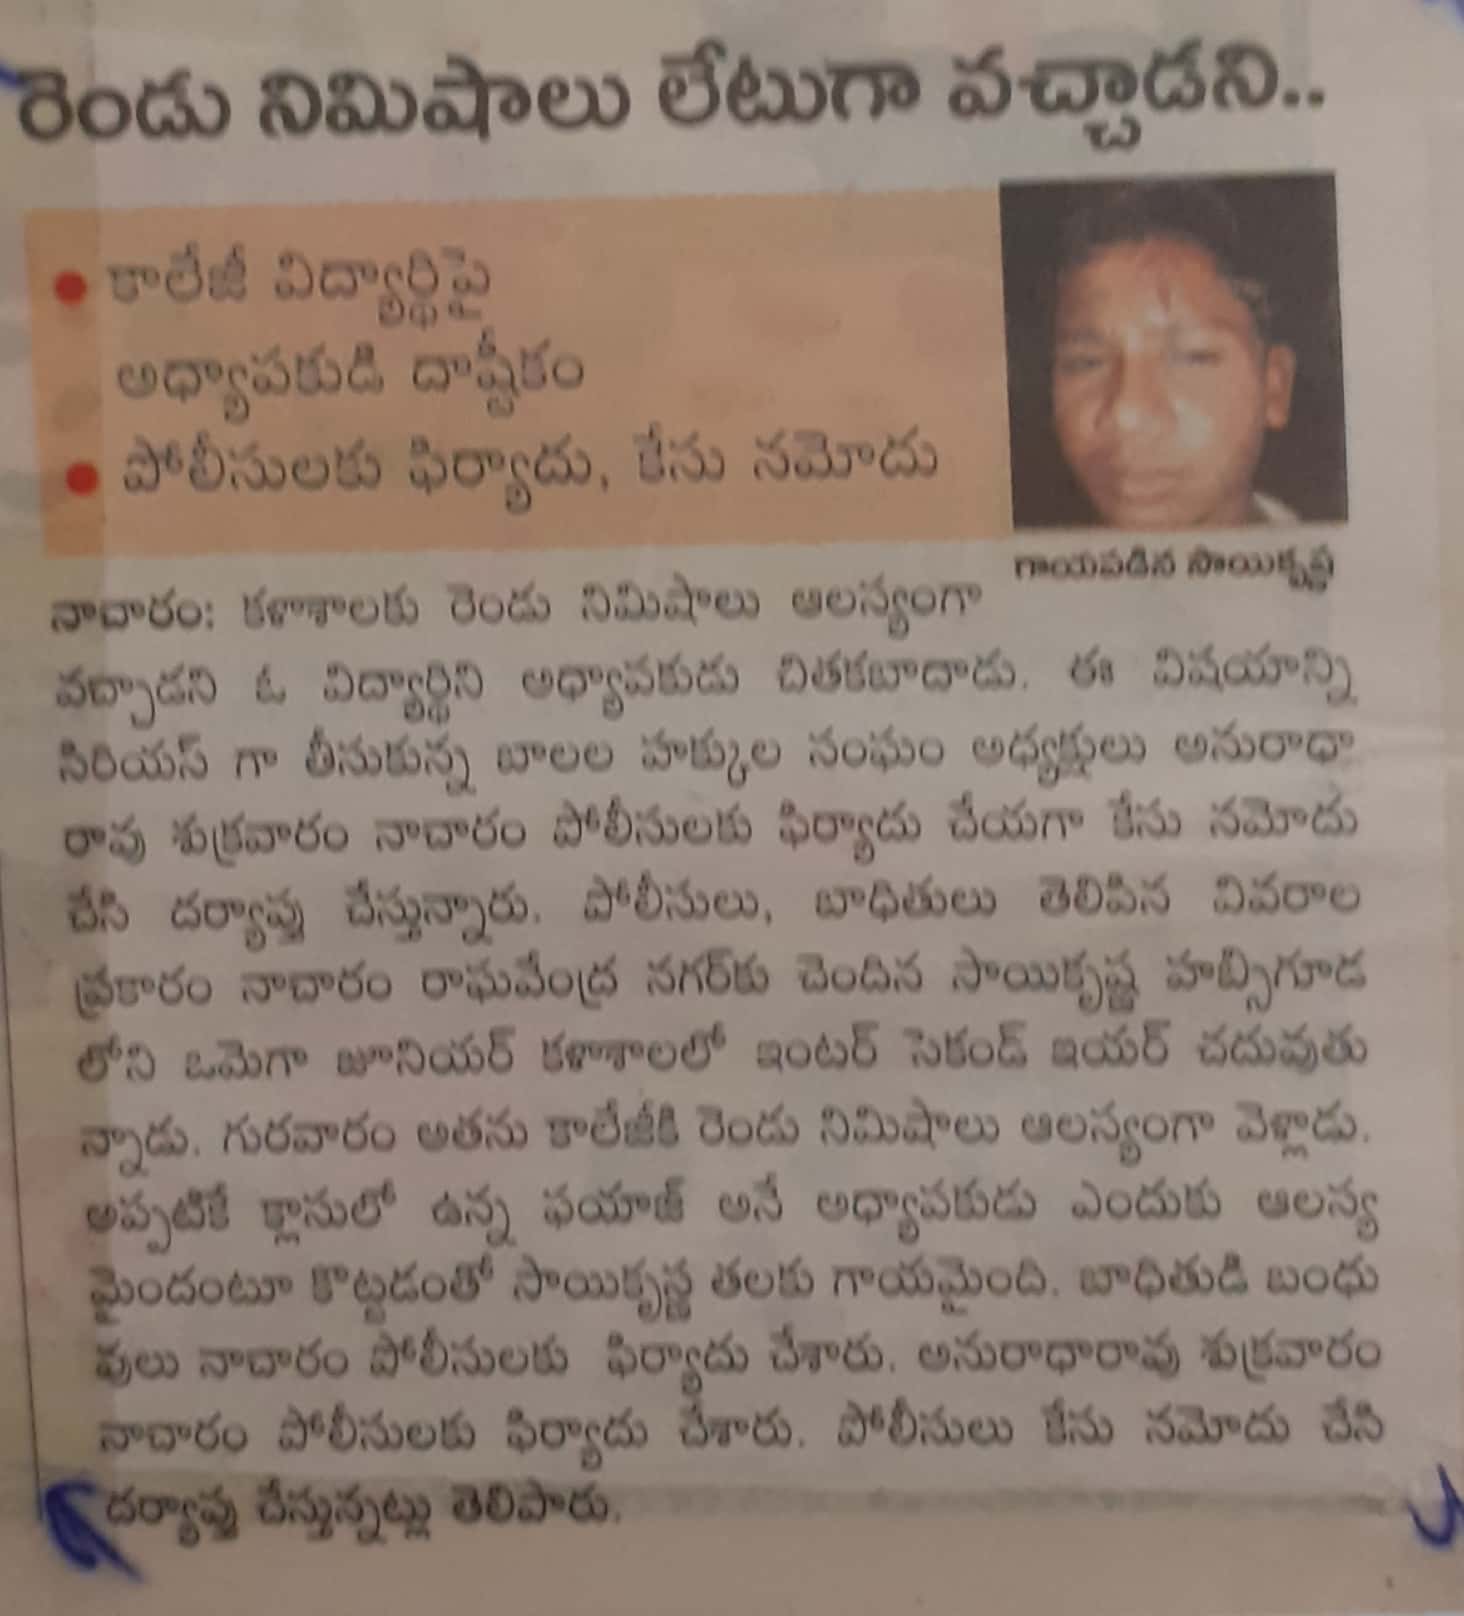 రెండు నిమిషాలు లేటుగా వచ్చాడని..
• కాలేజీ విద్యార్థిపై
అధ్యాపకుడి దాష్టీకం
• పోలీసులకు ఫిర్యాదు, కేసు నమోదు
గాయపడిన సాయికృష్ణ
నాచారం: కళాశాలకు రెండు నిమిషాలు ఆలస్యంగా
వచ్చాడని ఓ విద్యార్థిని అధ్యాపకుడు చితకబాదాడు. ఈ విషయాన్ని
సిరియస్ గా తీసుకున్న బాలల హక్కుల సంఘం అధ్యక్షులు అనురాధా
రావు శుక్రవారం నాచారం పోలీసులకు ఫిర్యాదు చేయగా కేసు నమోదు
చేసి దర్యాప్తు చేస్తున్నారు. పోలీసులు, బాధితులు తెలిపిన వివరాల
ప్రకారం నాచారం రాఘవేంద్ర నగర్‌కు చెందిన సాయికృష్ణ హబ్సిగూడ
లోని ఒమెగా జూనియర్ కళాశాలలో ఇంటర్ సెకండ్ ఇయర్ చదువుతు
న్నాడు. గురవారం అతను కాలేజీకి రెండు నిమిషాలు ఆలస్యంగా వెళ్లాడు.
అప్పటికే క్లాసులో ఉన్న ఫయాజ్ అనే అధ్యాపకుడు ఎందుకు ఆలస్య
మైందంటూ కొట్టడంతో సాయికృష్ణ తలకు గాయమైంది. బాధితుడి బంధు
వులు నాచారం పోలీసులకు ఫిర్యాదు చేశారు. అనురాధారావు శుక్రవారం
నాచారం పోలీసులకు ఫిర్యాదు చేశారు. పోలీసులు కేసు నమోదు చేసి
దర్యాప్తు చేస్తున్నట్లు తెలిపారు.